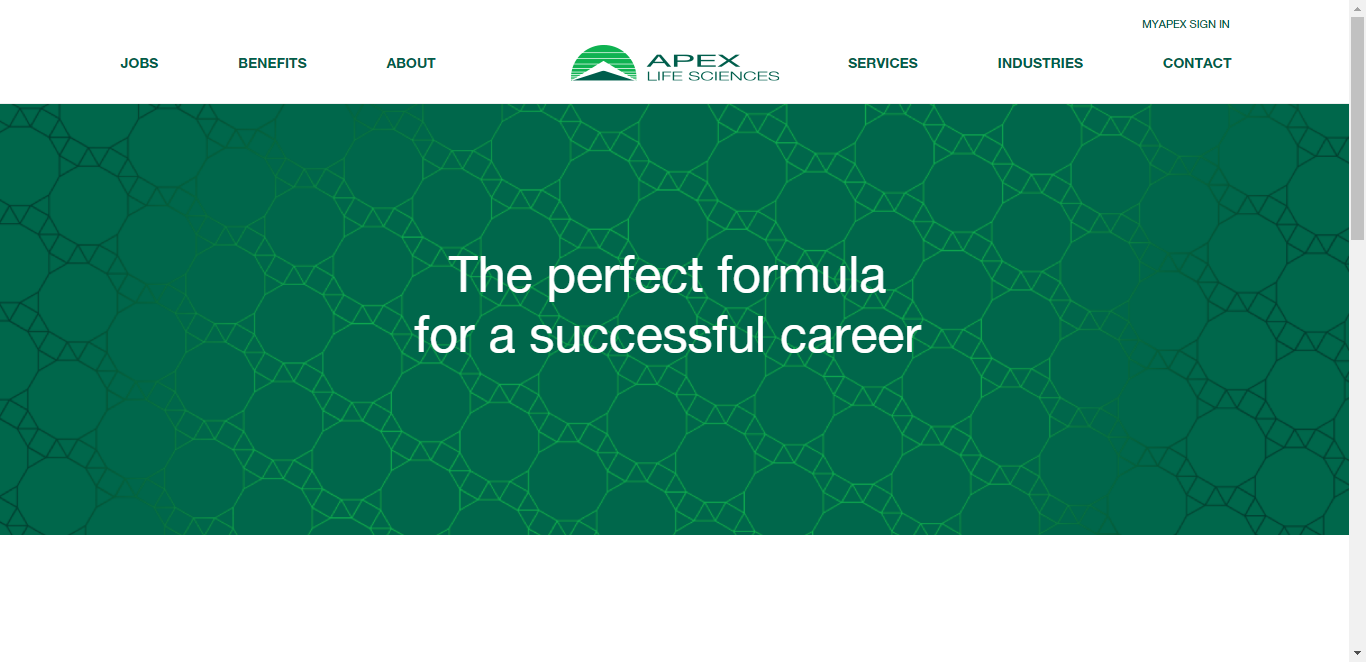 MYAPEX SIGN IN
JOBS
BENEFITS
ABOUT
APEX
LIFE SCIENCES
SERVICES
INDUSTRIES
CONTACT
The perfect formula
for a successful career